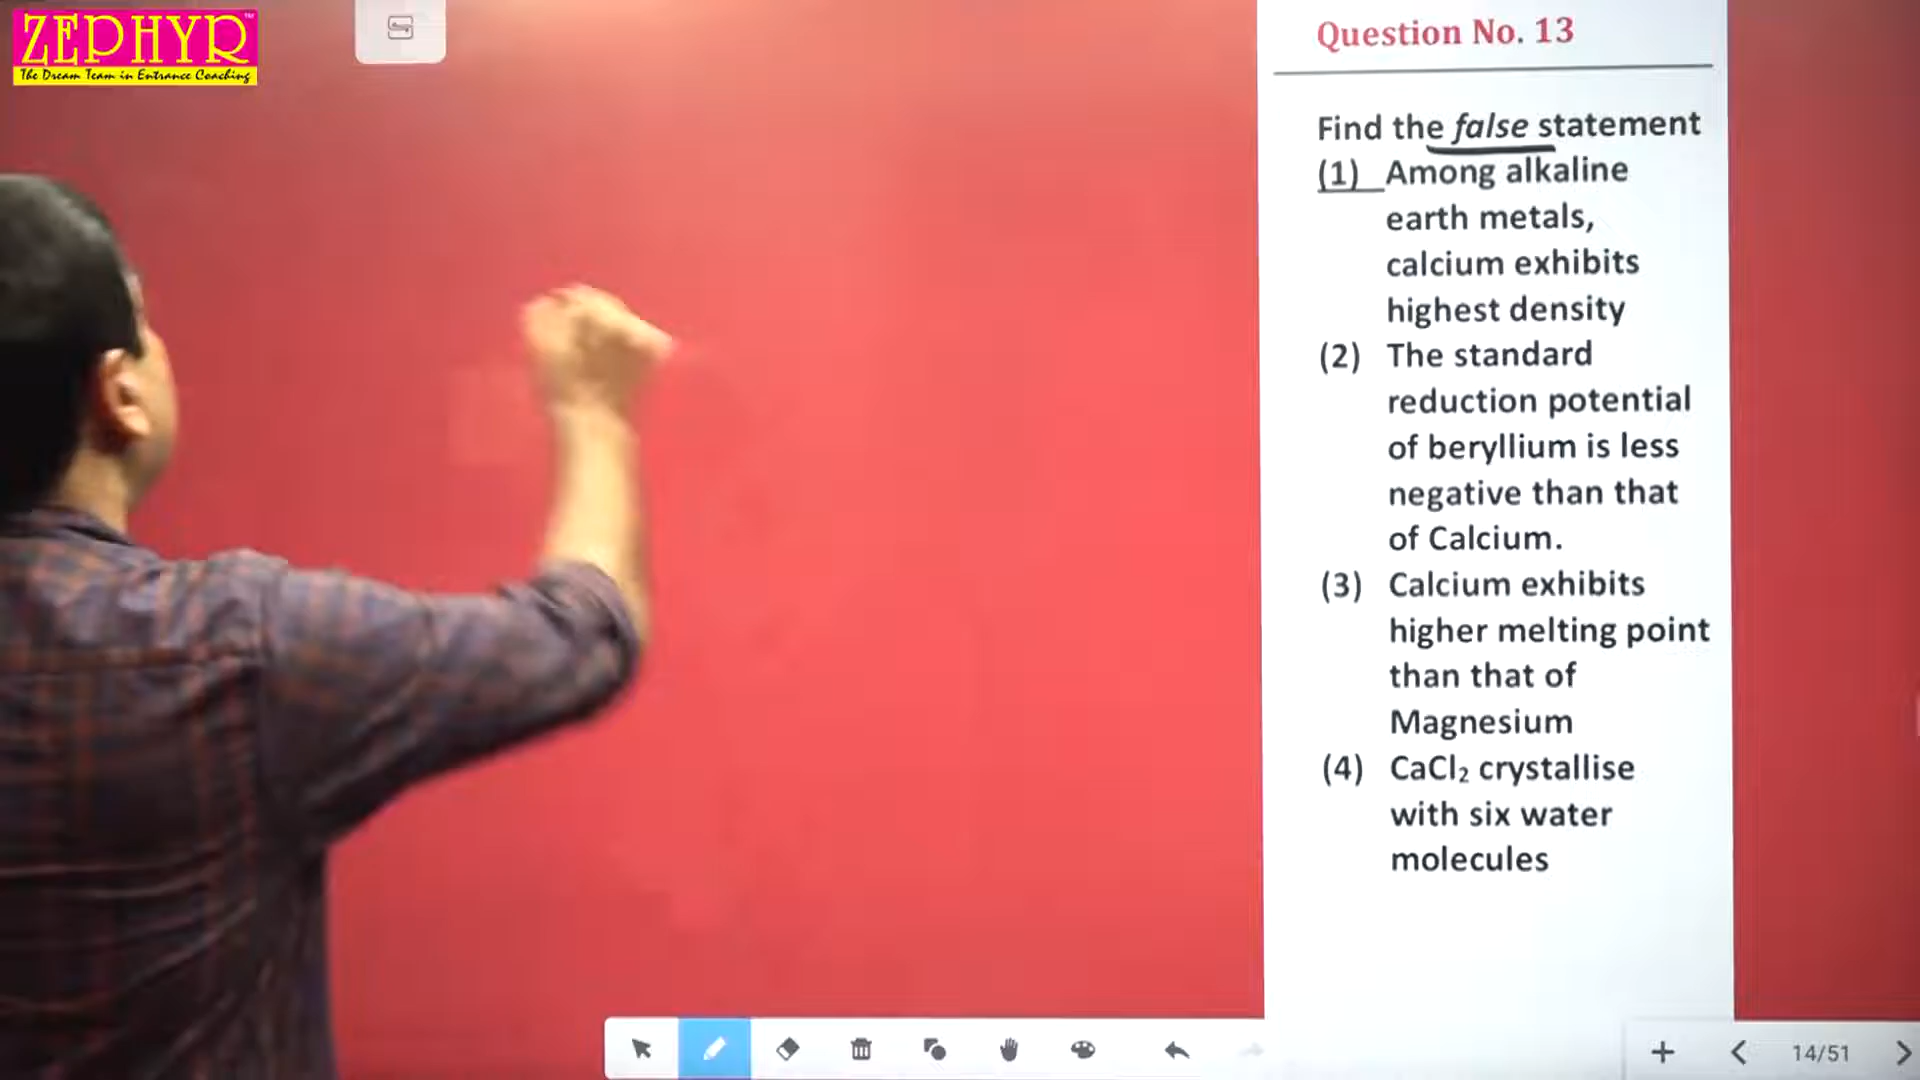 ZEPHYR™
The Dream Team in Entrance Coaching
Question No. 13
Find the false statement
(1) Among alkaline
earth metals,
calcium exhibits
highest density
(2) The standard
reduction potential
of beryllium is less
negative than that
of Calcium.
(3) Calcium exhibits
higher melting point
than that of
Magnesium
(4) CaCl₂ crystallise
with six water
molecules
14/51